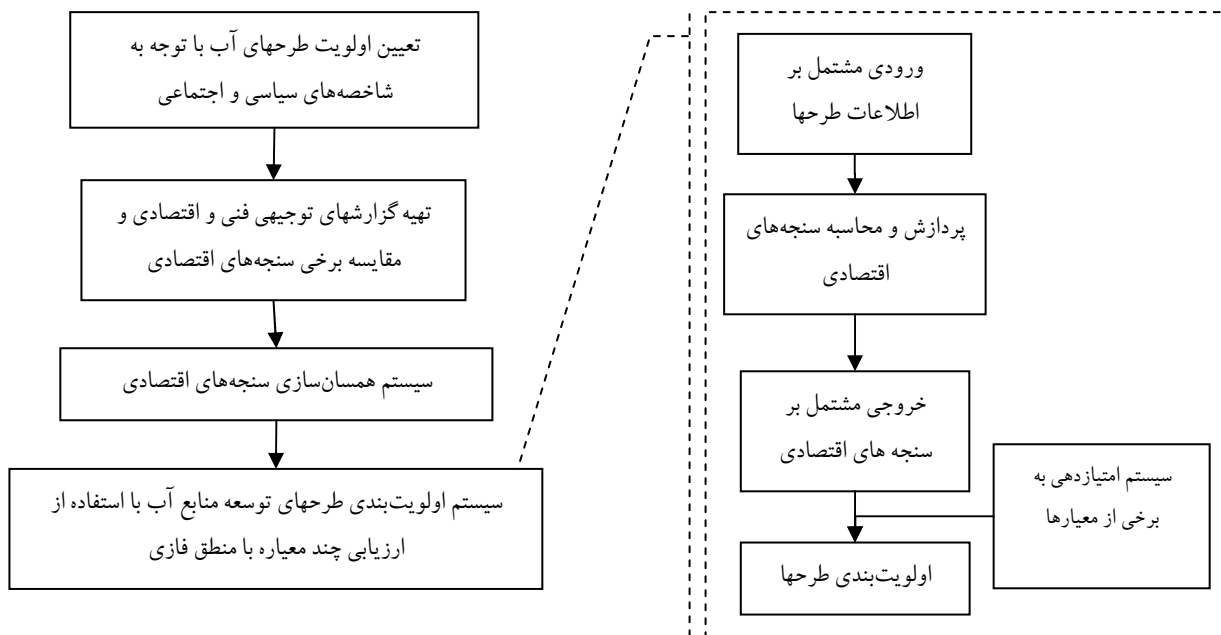 تعیین اولویت طرحهای آب با توجه به
شاخصه‌های سیاسی و اجتماعی
تهیه گزارشهای توجیهی فنی و اقتصادی و
مقایسه برخی سنجه‌های اقتصادی
سیستم همسان‌سازی سنجه‌های اقتصادی
سیستم اولویت‌بندی طرحهای توسعه منابع آب با استفاده از
ارزیابی چند معیاره با منطق فازی
ورودی مشتمل بر
اطلاعات طرحها
پردازش و محاسبه سنجه‌های
اقتصادی
خروجی مشتمل بر
سنجه های اقتصادی
سیستم امتیازدهی به
برخی از معیارها
اولویت‌بندی طرحها